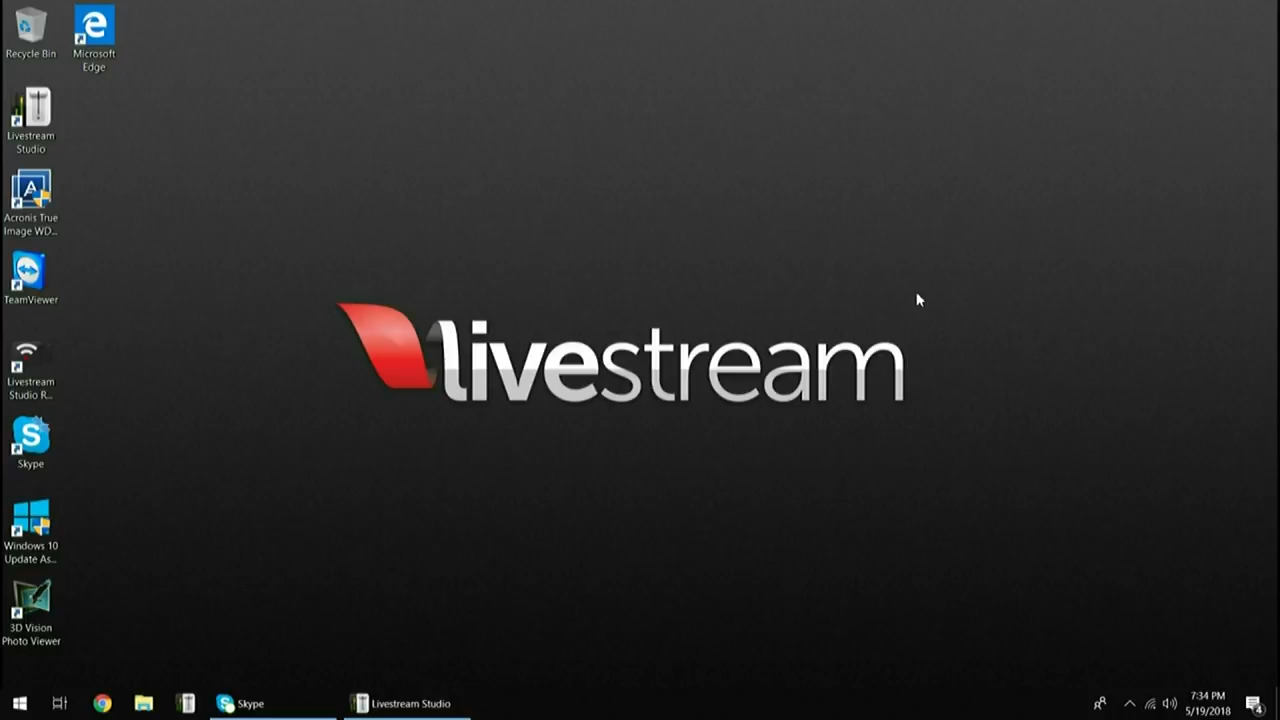 Recycle Bin
Microsoft
Edge
Livestream
Studio
Acronis True
Image WD...
TeamViewer
Livestream
Studio R...
Skype
Windows 10
Update As...
3D Vision
Photo Viewer
livestream
Skype
Livestream Studio
7:34 PM
5/19/2018
4